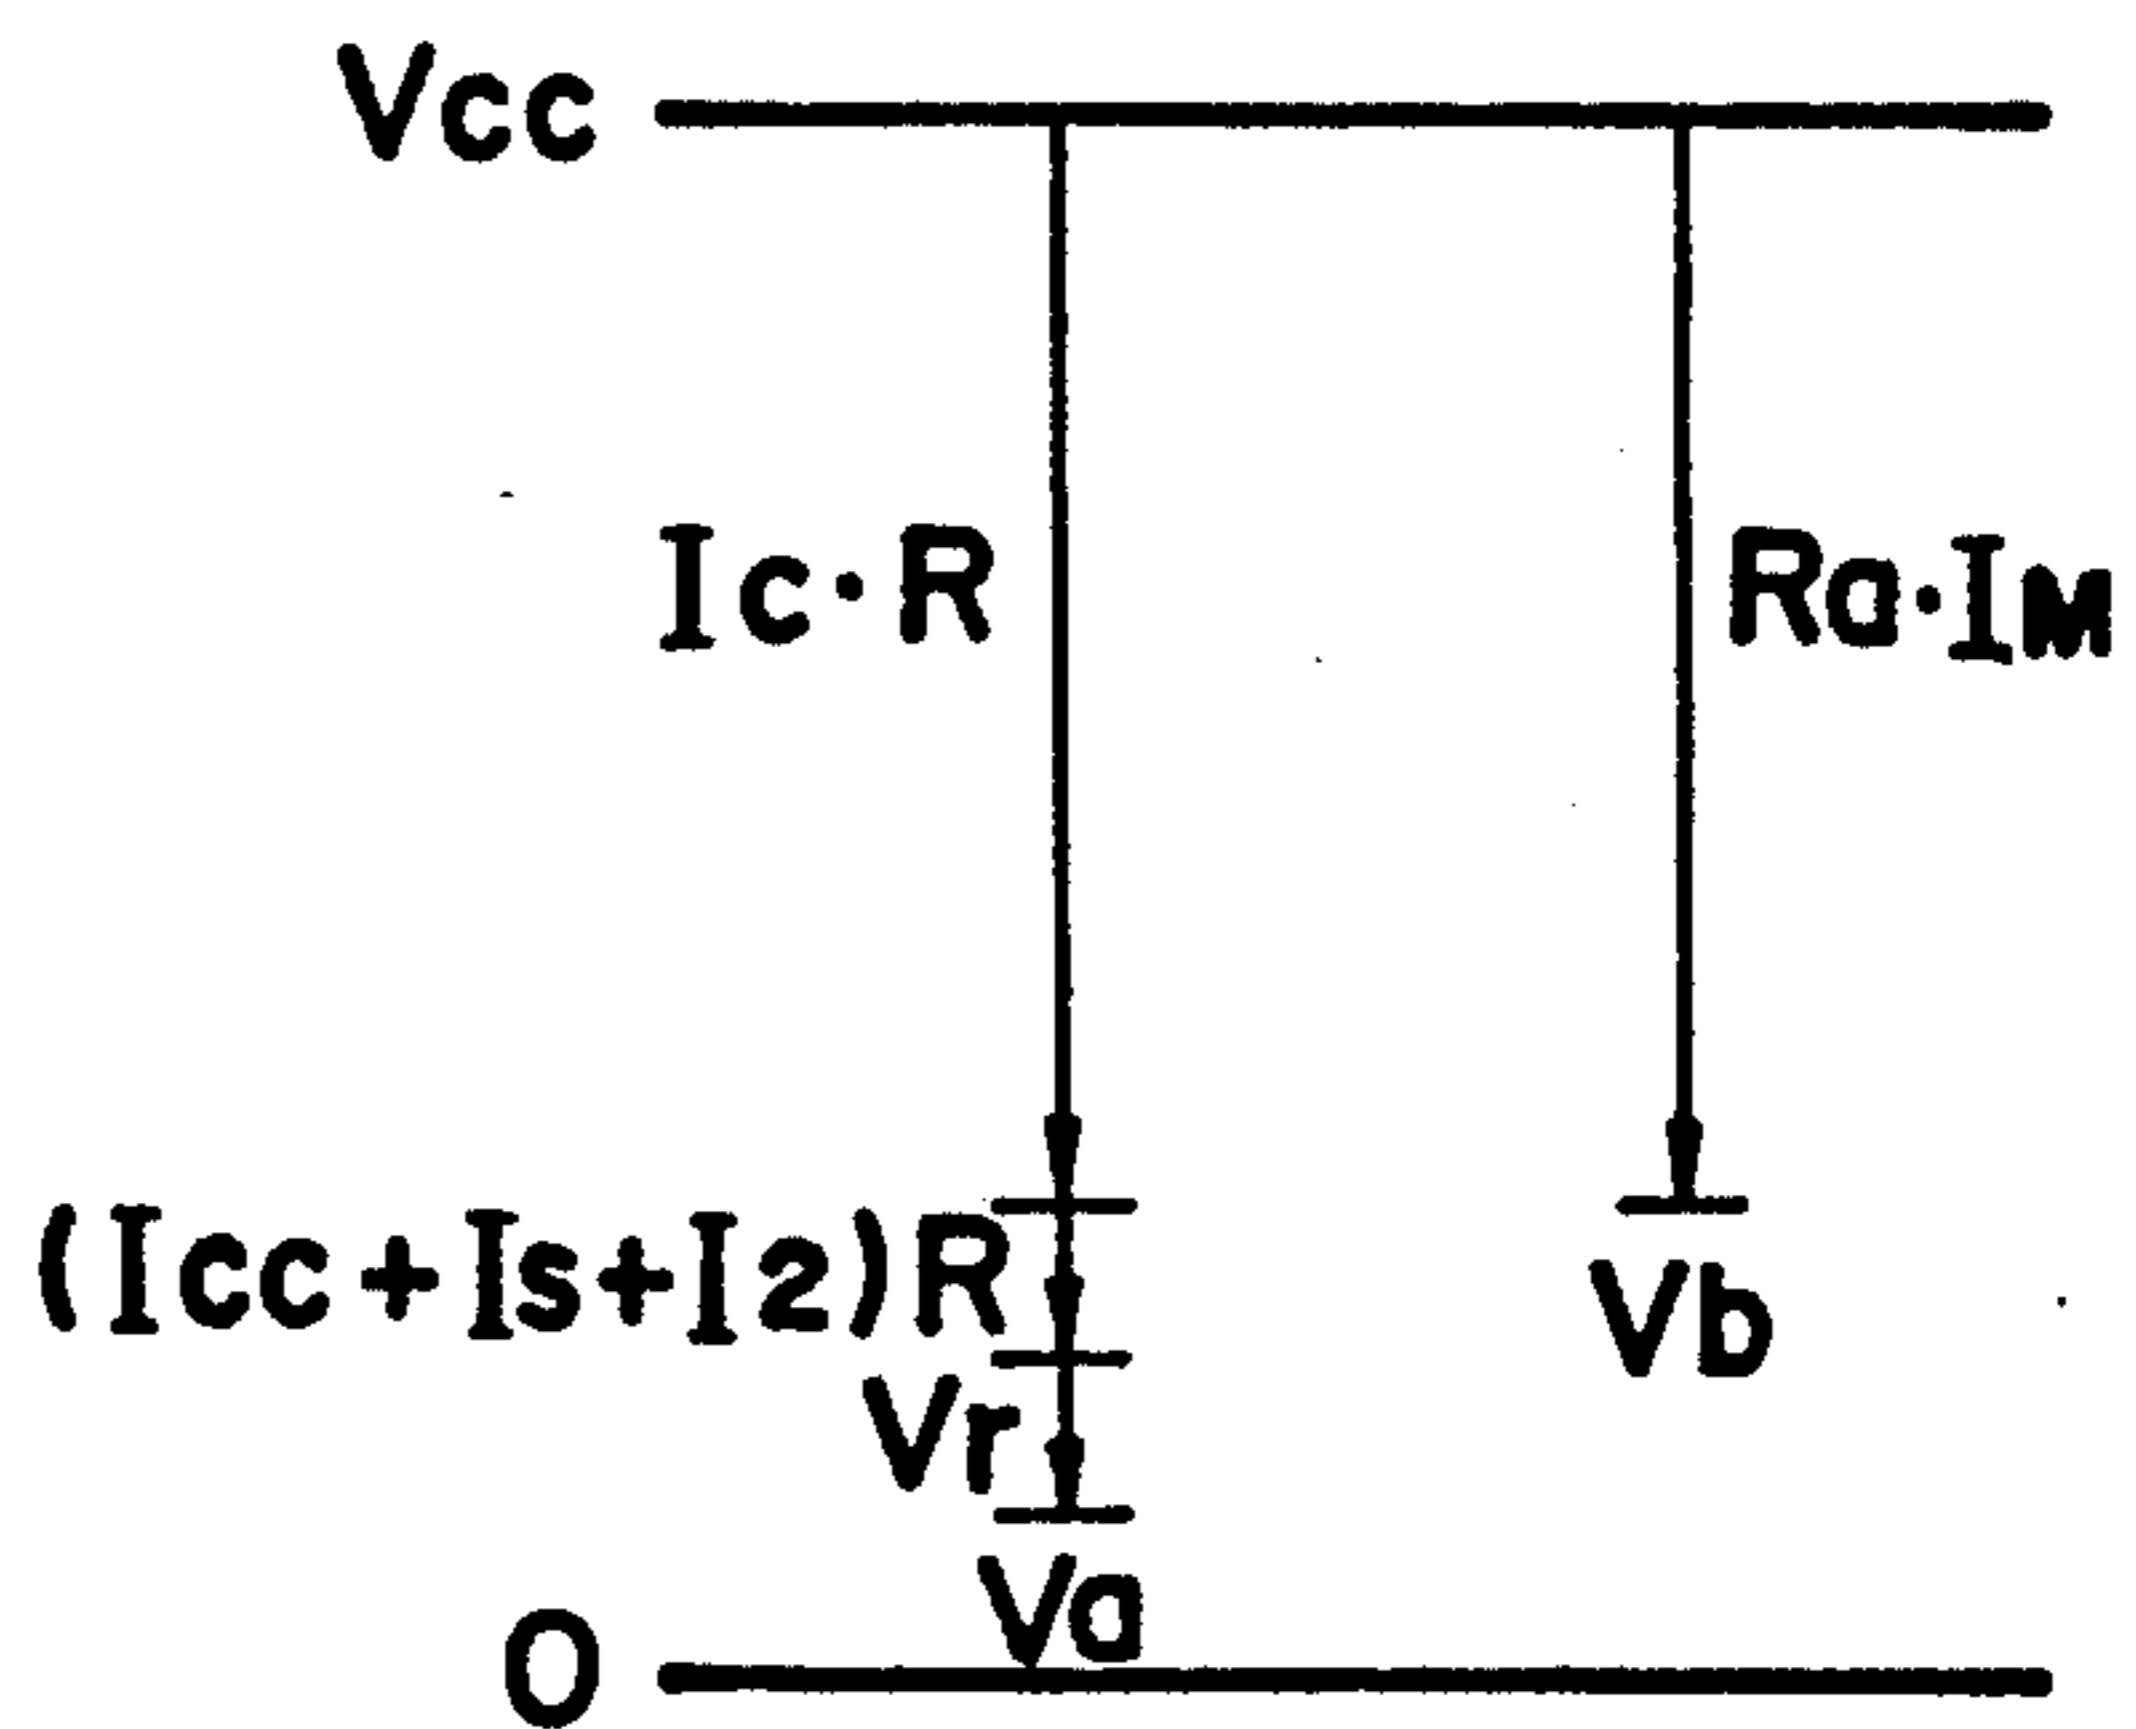 Vcc
Ic·R
Ra·IM
(Icc+Is+I2)R
Vb
Vr
Va
0